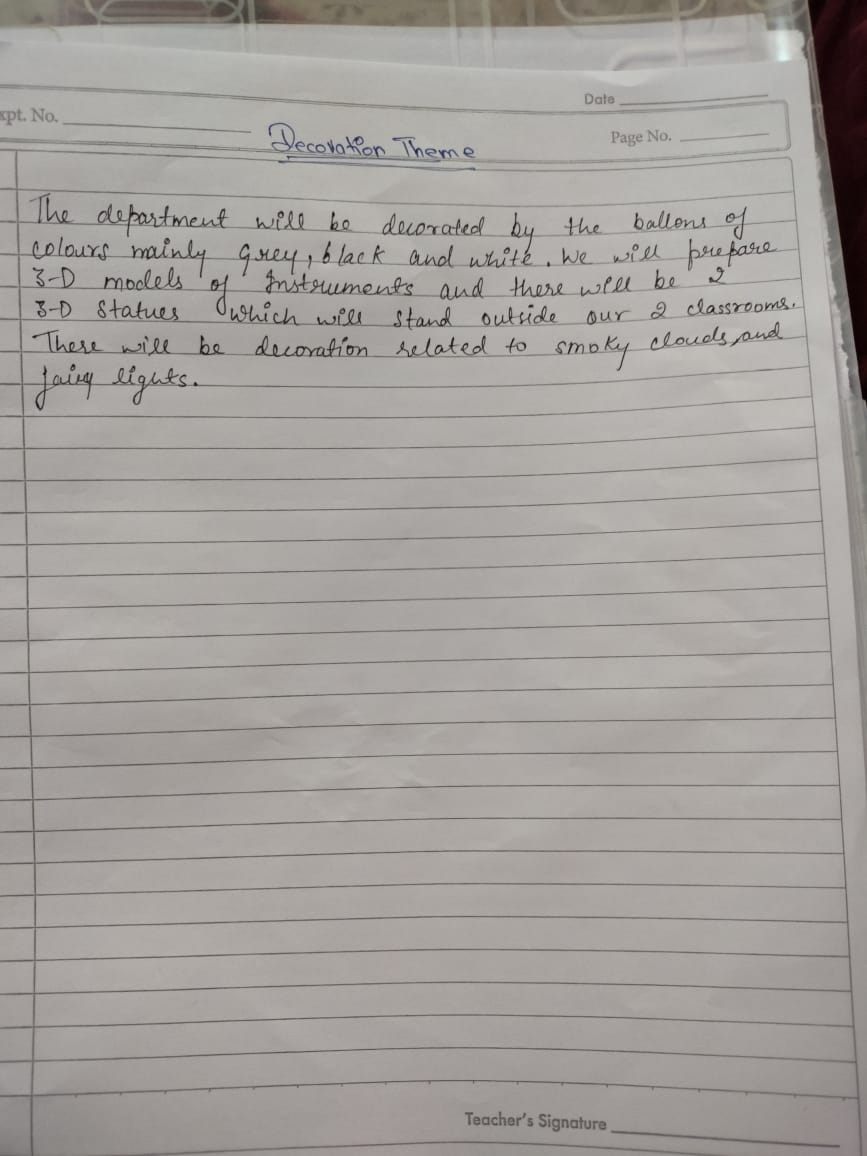 Date
xpt. No.
Page No.
Decoration Theme
The department will be decorated by the ballons of
colours mainly grey, black and white. We will prepare
3-D models of Instruments and there will be 2
3-D Statues which will stand outside our 2 classrooms.
There will be decoration related to smoky clouds, and
fairy lights.
Teacher's Signature